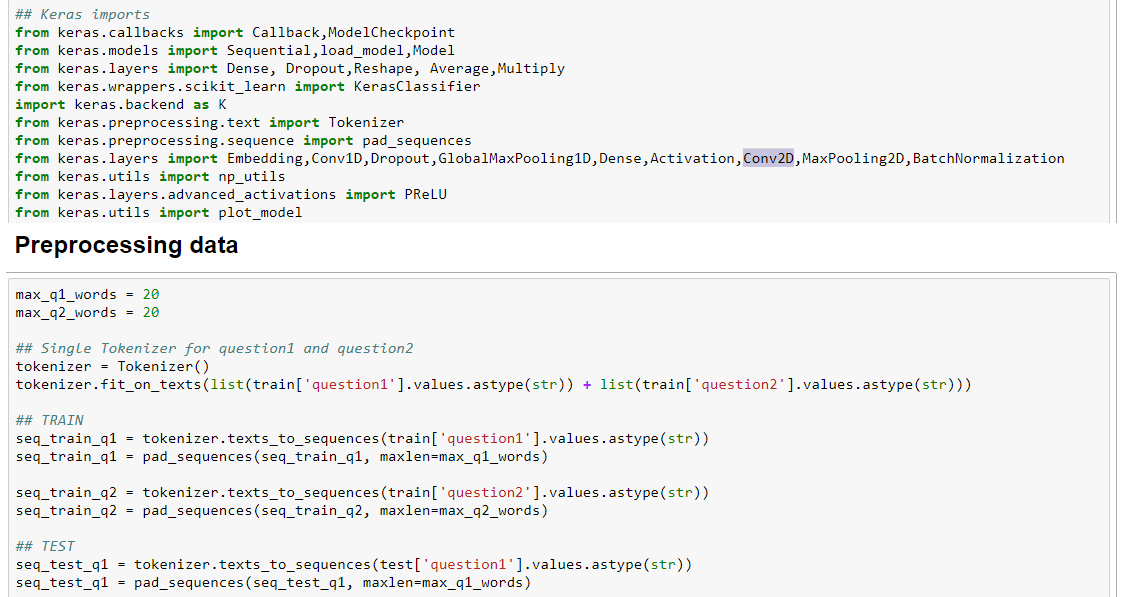 ## Keras imports
from keras.callbacks import Callback,ModelCheckpoint
from keras.models import Sequential,load_model,Model
from keras.layers import Dense, Dropout,Reshape, Average,Multiply
from keras.wrappers.scikit_learn import KerasClassifier
import keras.backend as K
from keras.preprocessing.text import Tokenizer
from keras.preprocessing.sequence import pad_sequences
from keras.layers import Embedding,Conv1D,Dropout,GlobalMaxPooling1D,Dense,Activation,Conv2D,MaxPooling2D,BatchNormalization
from keras.utils import np_utils
from keras.layers.advanced_activations import PReLU
from keras.utils import plot_model
Preprocessing data
max_q1_words = 20
max_q2_words = 20
## Single Tokenizer for question1 and question2
tokenizer = Tokenizer()
tokenizer.fit_on_texts(list(train['question1'].values.astype(str)) + list(train['question2'].values.astype(str)))
## TRAIN
seq_train_q1 = tokenizer.texts_to_sequences(train['question1'].values.astype(str))
seq_train_q1 = pad_sequences(seq_train_q1, maxlen=max_q1_words)
seq_train_q2 = tokenizer.texts_to_sequences(train['question2'].values.astype(str))
seq_train_q2 = pad_sequences(seq_train_q2, maxlen=max_q2_words)
## TEST
seq_test_q1 = tokenizer.texts_to_sequences(test['question1'].values.astype(str))
seq_test_q1 = pad_sequences(seq_test_q1, maxlen=max_q1_words)